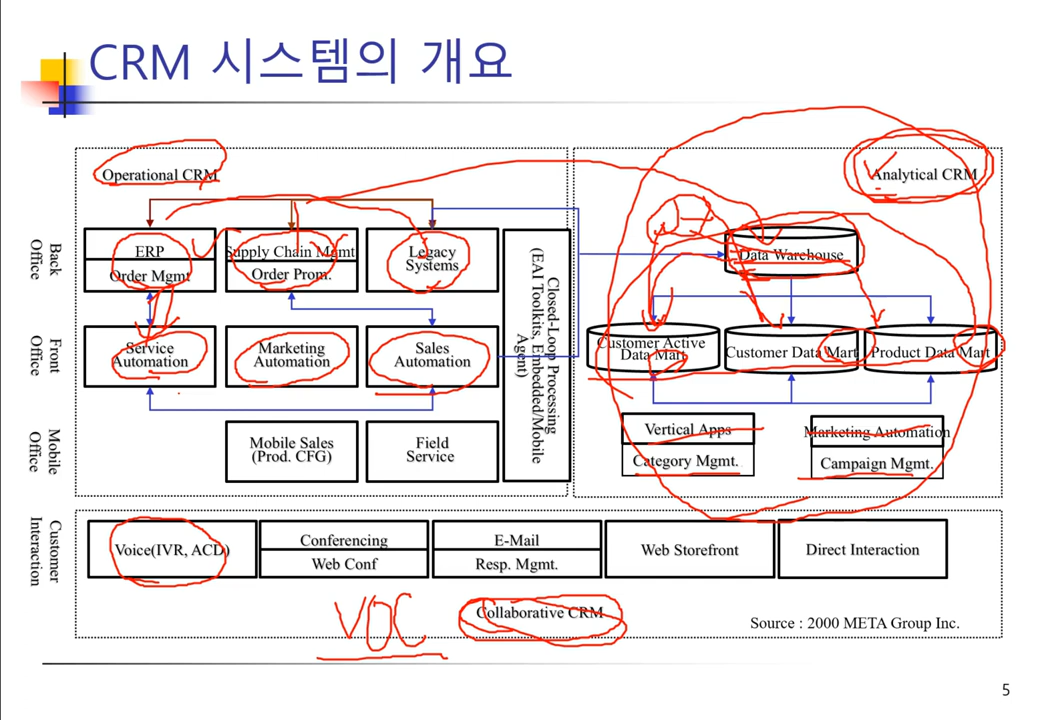 CRM 시스템의 개요
Operational CRM
Analytical CRM
Back
Office
ERP
Order Mgmt
Supply Chain Mgmt
Order Prom.
Legacy
Systems
Closed-Loop Processing
(EAI Toolkits, Embedded/Mobile
Agent)
Data Warehouse
Front
Office
Service
Automation
Marketing
Automation
Sales
Automation
Customer Active
Data Mart
Customer Data Mart
Product Data Mart
Mobile
Office
Mobile Sales
(Prod. CFG)
Field
Service
Vertical Apps
Category Mgmt.
Marketing Automation
Campaign Mgmt.
Customer
Interaction
Voice(IVR, ACD)
Conferencing
Web Conf
E-Mail
Resp. Mgmt.
Web Storefront
Direct Interaction
VOC
Collaborative CRM
Source : 2000 META Group Inc.
5